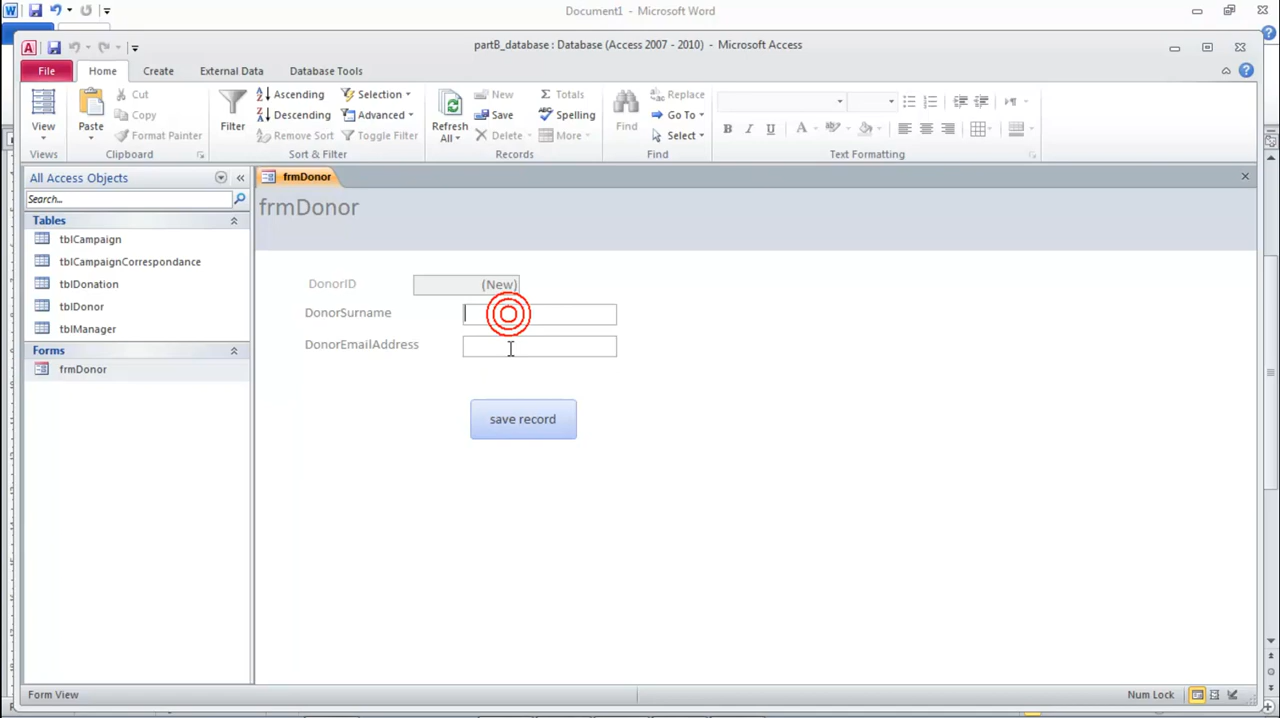 Document1 - Microsoft Word
partB_database : Database (Access 2007 - 2010) - Microsoft Access
File Home Create External Data Database Tools
View
Views
Paste
Cut
Copy
Format Painter
Clipboard
Filter
Ascending
Descending
Remove Sort
Selection
Advanced
Toggle Filter
Sort & Filter
Refresh
All
New
Save
Delete
Totals
Spelling
More
Records
Find
Replace
Go To
Select
Find
B I U A
Text Formatting
All Access Objects
Search...
Tables
tblCampaign
tblCampaignCorrespondance
tblDonation
tblDonor
tblManager
Forms
frmDonor
frmDonor
frmDonor
DonorID (New)
DonorSurname
DonorEmailAddress
save record
Form View
Num Lock